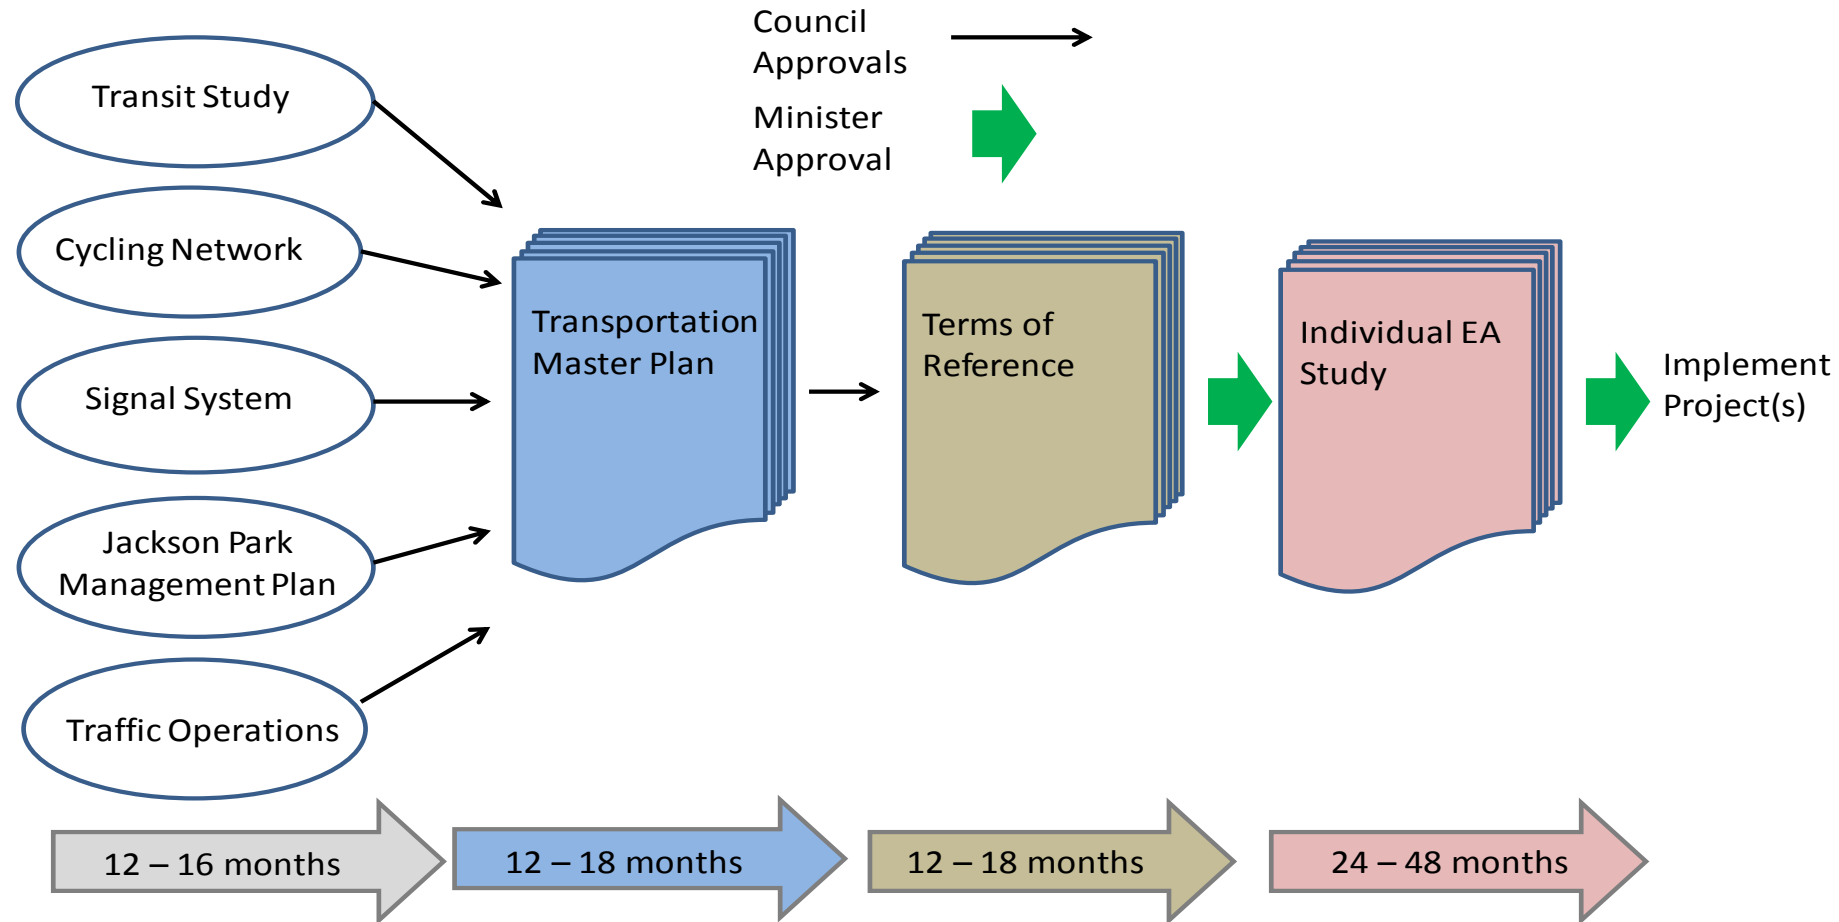 Council
Approvals
Minister
Approval
Transit Study
Cycling Network
Signal System
Jackson Park
Management Plan
Traffic Operations
Transportation
Master Plan
Terms of
Reference
Individual EA
Study
Implement
Project(s)
12 – 16 months
12 – 18 months
12 – 18 months
24 – 48 months